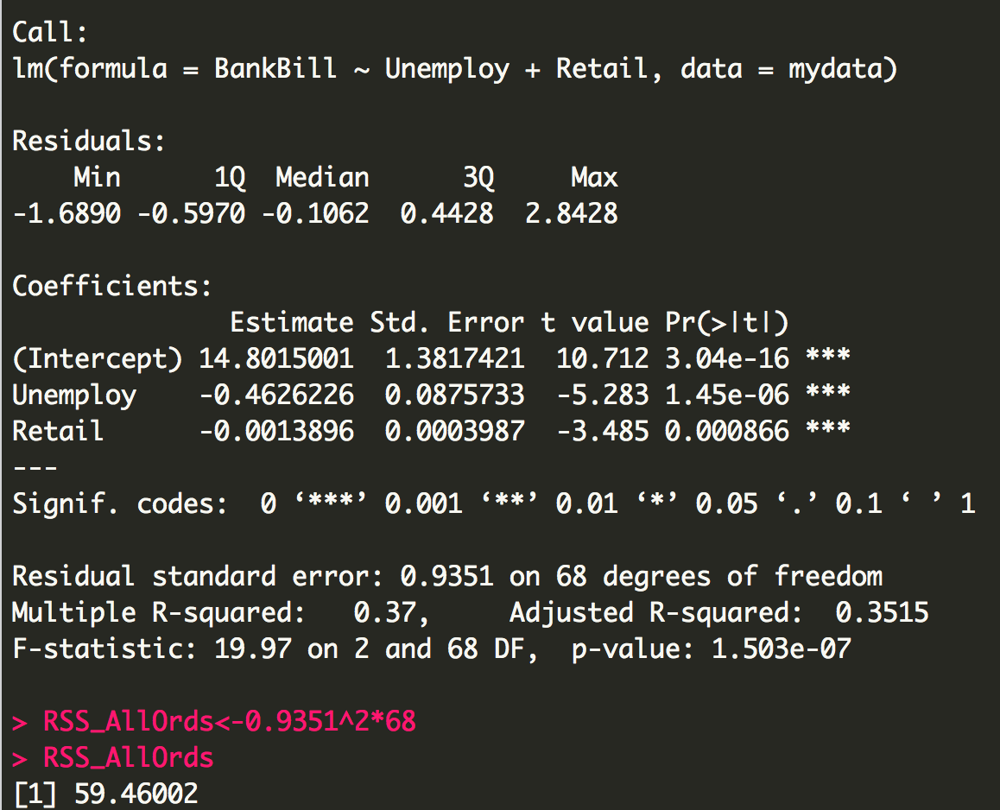 Call:
lm(formula = BankBill ~ Unemploy + Retail, data = mydata)
Residuals:
Min 1Q Median 3Q Max
-1.6890 -0.5970 -0.1062 0.4428 2.8428
Coefficients:
Estimate Std. Error t value Pr(>|t|)
(Intercept) 14.8015001 1.3817421 10.712 3.04e-16 ***
Unemploy -0.4626226 0.0875733 -5.283 1.45e-06 ***
Retail -0.0013896 0.0003987 -3.485 0.000866 ***
---
Signif. codes: 0 ‘***’ 0.001 ‘**’ 0.01 ‘*’ 0.05 ‘.’ 0.1 ‘ ’ 1
Residual standard error: 0.9351 on 68 degrees of freedom
Multiple R-squared: 0.37, Adjusted R-squared: 0.3515
F-statistic: 19.97 on 2 and 68 DF, p-value: 1.503e-07
> RSS_AllOrds<-0.9351^2*68
> RSS_AllOrds
[1] 59.46002